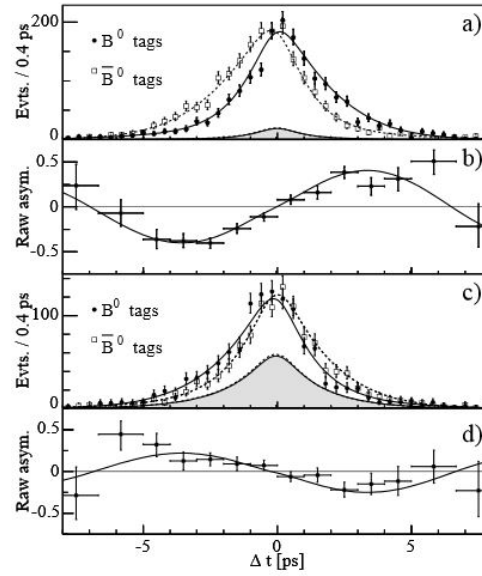 a)
200
B⁰ tags
B̅⁰ tags
Evts. / 0.4 ps
0
b)
0.5
0
-0.5
Raw asym.
c)
B⁰ tags
B̅⁰ tags
100
Evts. / 0.4 ps
0
d)
0.5
0
-0.5
Raw asym.
-5 0 5
Δ t [ps]